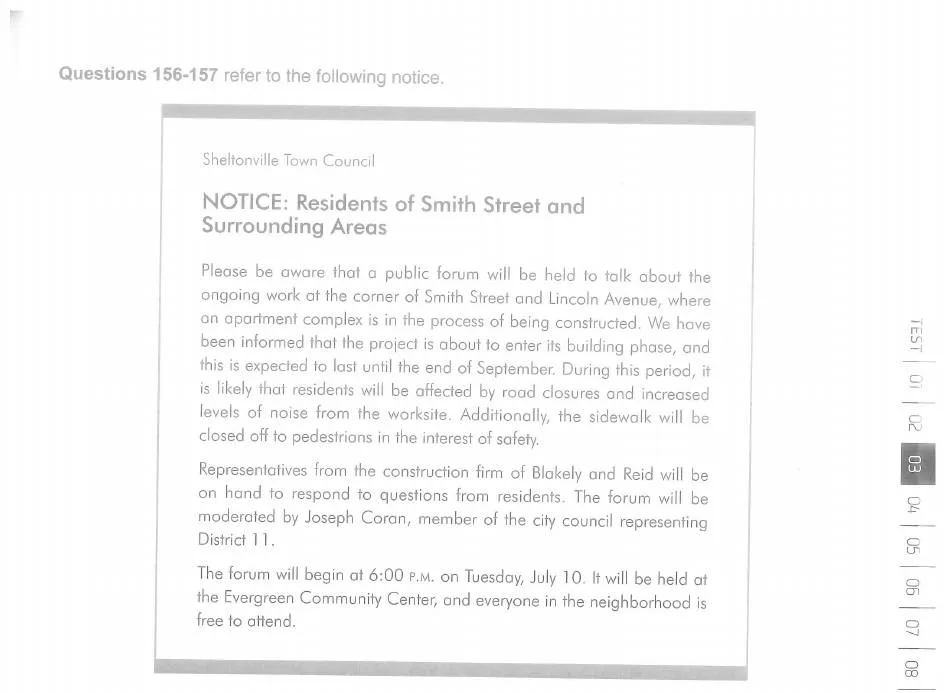 Questions 156-157 refer to the following notice.
Sheltonville Town Council
NOTICE: Residents of Smith Street and
Surrounding Areas
Please be aware that a public forum will be held to talk about the
ongoing work at the corner of Smith Street and Lincoln Avenue, where
an apartment complex is in the process of being constructed. We have
been informed that the project is about to enter its building phase, and
this is expected to last until the end of September. During this period, it
is likely that residents will be affected by road closures and increased
levels of noise from the worksite. Additionally, the sidewalk will be
closed off to pedestrians in the interest of safety.
Representatives from the construction firm of Blakely and Reid will be
on hand to respond to questions from residents. The forum will be
moderated by Joseph Coran, member of the city council representing
District 11.
The forum will begin at 6:00 P.M. on Tuesday, July 10. It will be held at
the Evergreen Community Center, and everyone in the neighborhood is
free to attend.
TEST
01
02
03
04
05
06
07
08